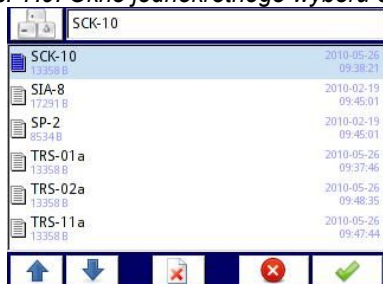 SCK-10
SCK-10
2010-05-26
13358 B
09:38:21
SIA-8
2010-02-19
17291 B
09:45:01
SP-2
2010-02-19
8534 B
09:45:01
TRS-01a
2010-05-26
13358 B
09:37:46
TRS-02a
2010-05-26
13358 B
09:48:35
TRS-11a
2010-05-26
13358 B
09:47:44